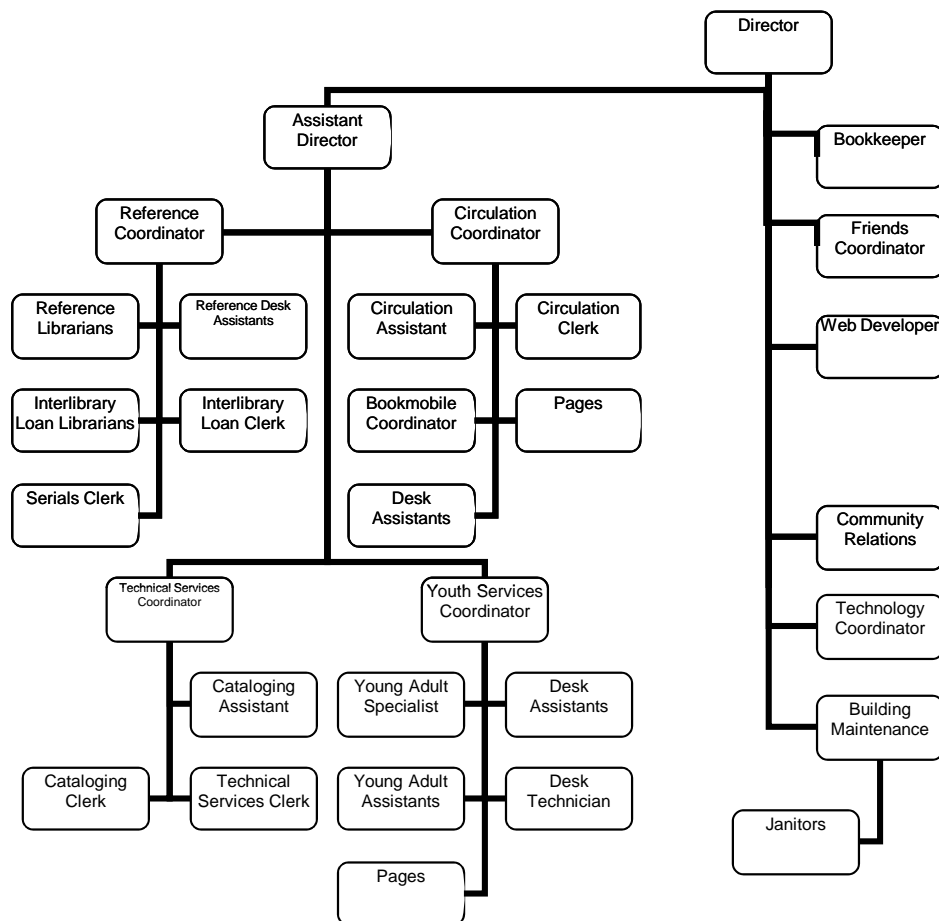 Director
Assistant
Director
Bookkeeper
Reference
Coordinator
Circulation
Coordinator
Friends
Coordinator
Reference
Librarians
Reference Desk
Assistants
Circulation
Assistant
Circulation
Clerk
Web Developer
Interlibrary
Loan Librarians
Interlibrary
Loan Clerk
Bookmobile
Coordinator
Pages
Serials Clerk
Desk
Assistants
Community
Relations
Technical Services
Coordinator
Youth Services
Coordinator
Technology
Coordinator
Cataloging
Assistant
Young Adult
Specialist
Desk
Assistants
Building
Maintenance
Cataloging
Clerk
Technical
Services Clerk
Young Adult
Assistants
Desk
Technician
Janitors
Pages